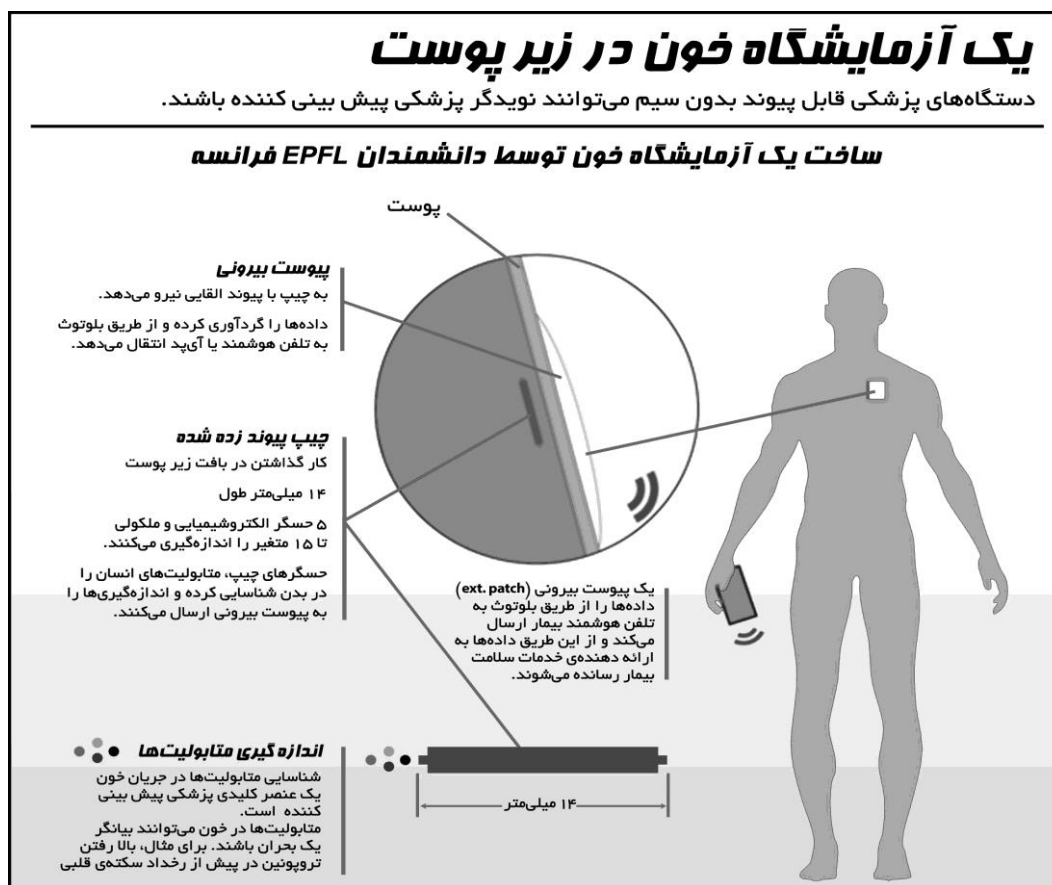 یک آزمایشگاه خون در زیر پوست
دستگاه‌های پزشکی قابل پیوند بدون سیم می‌توانند نویدگر پزشکی پیش بینی کننده باشند.
ساخت یک آزمایشگاه خون توسط دانشمندان EPFL فرانسه
پوست
پیوست بیرونی
به چیپ با پیوند القایی نیرو می‌دهد.
داده‌ها را گردآوری کرده و از طریق بلوتوث
به تلفن هوشمند یا آی‌پد انتقال می‌دهد.
چیپ پیوند زده شده
کار گذاشتن در بافت زیر پوست
۱۴ میلی‌متر طول
۵ حسگر الکتروشیمیایی و ملکولی
تا ۱۵ متغیر را اندازه‌گیری می‌کنند.
حسگرهای چیپ، متابولیت‌های انسان را
در بدن شناسایی کرده و اندازه‌گیری‌ها را
به پیوست بیرونی ارسال می‌کنند.
یک پیوست بیرونی (ext. patch)
داده‌ها را از طریق بلوتوث به
تلفن هوشمند بیمار ارسال
می‌کند و از این طریق داده‌ها به
ارائه دهنده‌ی خدمات سلامت
بیمار رسانده می‌شوند.
اندازه گیری متابولیت‌ها
شناسایی متابولیت‌ها در جریان خون
یک عنصر کلیدی پزشکی پیش بینی
کننده است.
متابولیت‌ها در خون می‌توانند بیانگر
یک بحران باشند. برای مثال، بالا رفتن
تروپونین در پیش از رخداد سکته‌ی قلبی
۱۴ میلی‌متر